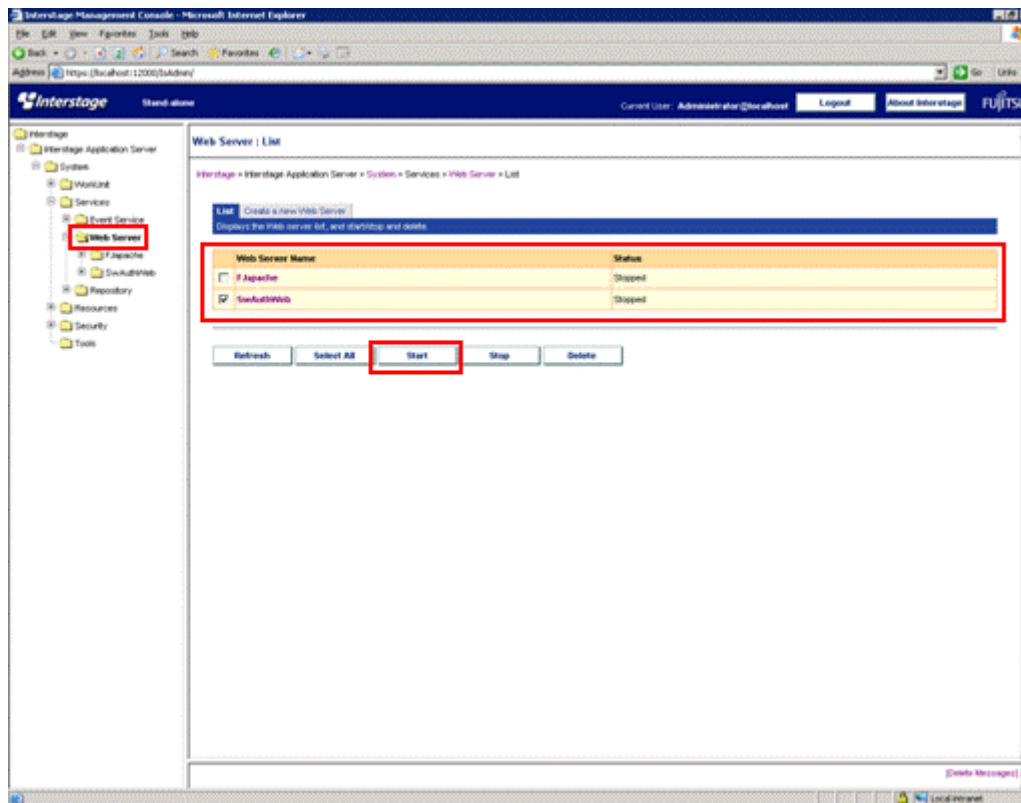 Interstage Management Console - Microsoft Internet Explorer
File Edit View Favorites Tools Help
Back Search Favorites
Address https://localhost:12000/IsAdmin/ Go Links
Interstage Stand-alone Current User: Administrator@localhost Logout About Interstage FUJITSU
Interstage
Interstage Application Server
System
WorkUnit
Services
Event Service
Web Server
FJapache
SwAuthWeb
Repository
Resources
Security
Tools
Web Server : List
Interstage > Interstage Application Server > System > Services > Web Server > List
List Create a new Web Server
Displays the Web server list, and start/stop and delete.
Web Server Name Status
FJapache Stopped
SwAuthWeb Stopped
Refresh Select All Start Stop Delete
[Delete Messages]
Local intranet